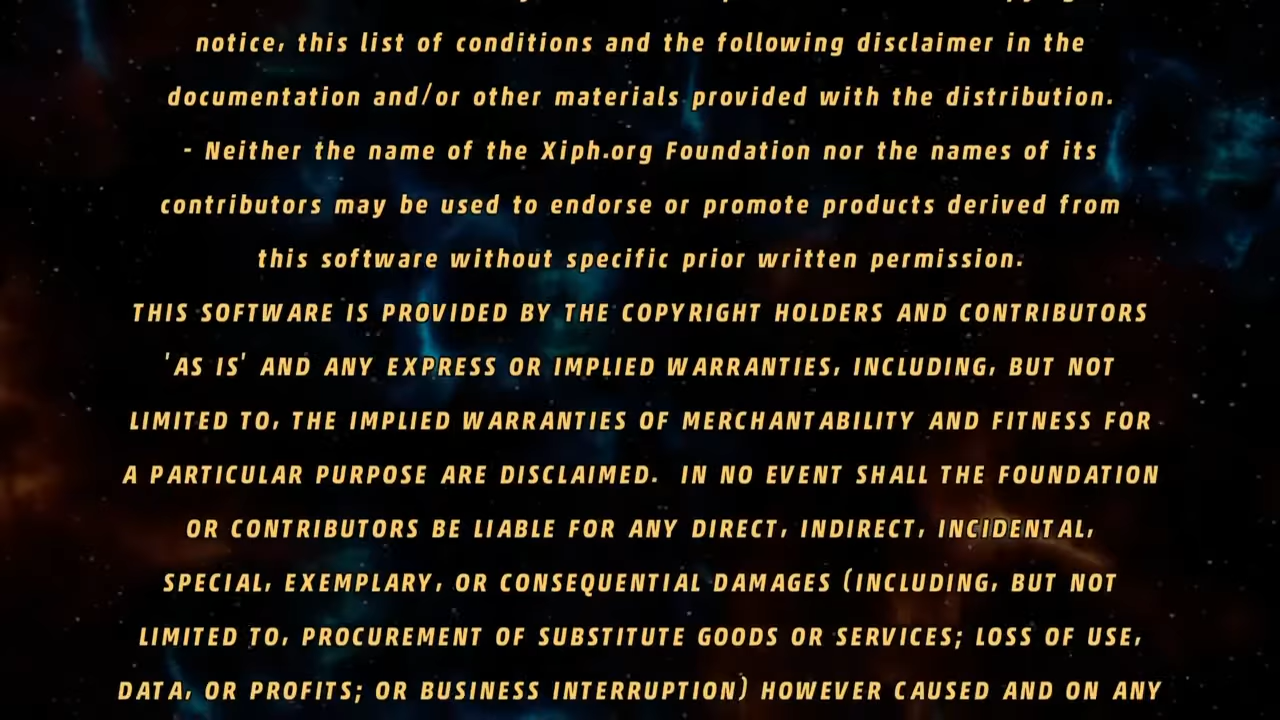 notice, this list of conditions and the following disclaimer in the
documentation and/or other materials provided with the distribution.
- Neither the name of the Xiph.org Foundation nor the names of its
contributors may be used to endorse or promote products derived from
this software without specific prior written permission.
THIS SOFTWARE IS PROVIDED BY THE COPYRIGHT HOLDERS AND CONTRIBUTORS
'AS IS' AND ANY EXPRESS OR IMPLIED WARRANTIES, INCLUDING, BUT NOT
LIMITED TO, THE IMPLIED WARRANTIES OF MERCHANTABILITY AND FITNESS FOR
A PARTICULAR PURPOSE ARE DISCLAIMED.  IN NO EVENT SHALL THE FOUNDATION
OR CONTRIBUTORS BE LIABLE FOR ANY DIRECT, INDIRECT, INCIDENTAL,
SPECIAL, EXEMPLARY, OR CONSEQUENTIAL DAMAGES (INCLUDING, BUT NOT
LIMITED TO, PROCUREMENT OF SUBSTITUTE GOODS OR SERVICES; LOSS OF USE,
DATA, OR PROFITS; OR BUSINESS INTERRUPTION) HOWEVER CAUSED AND ON ANY